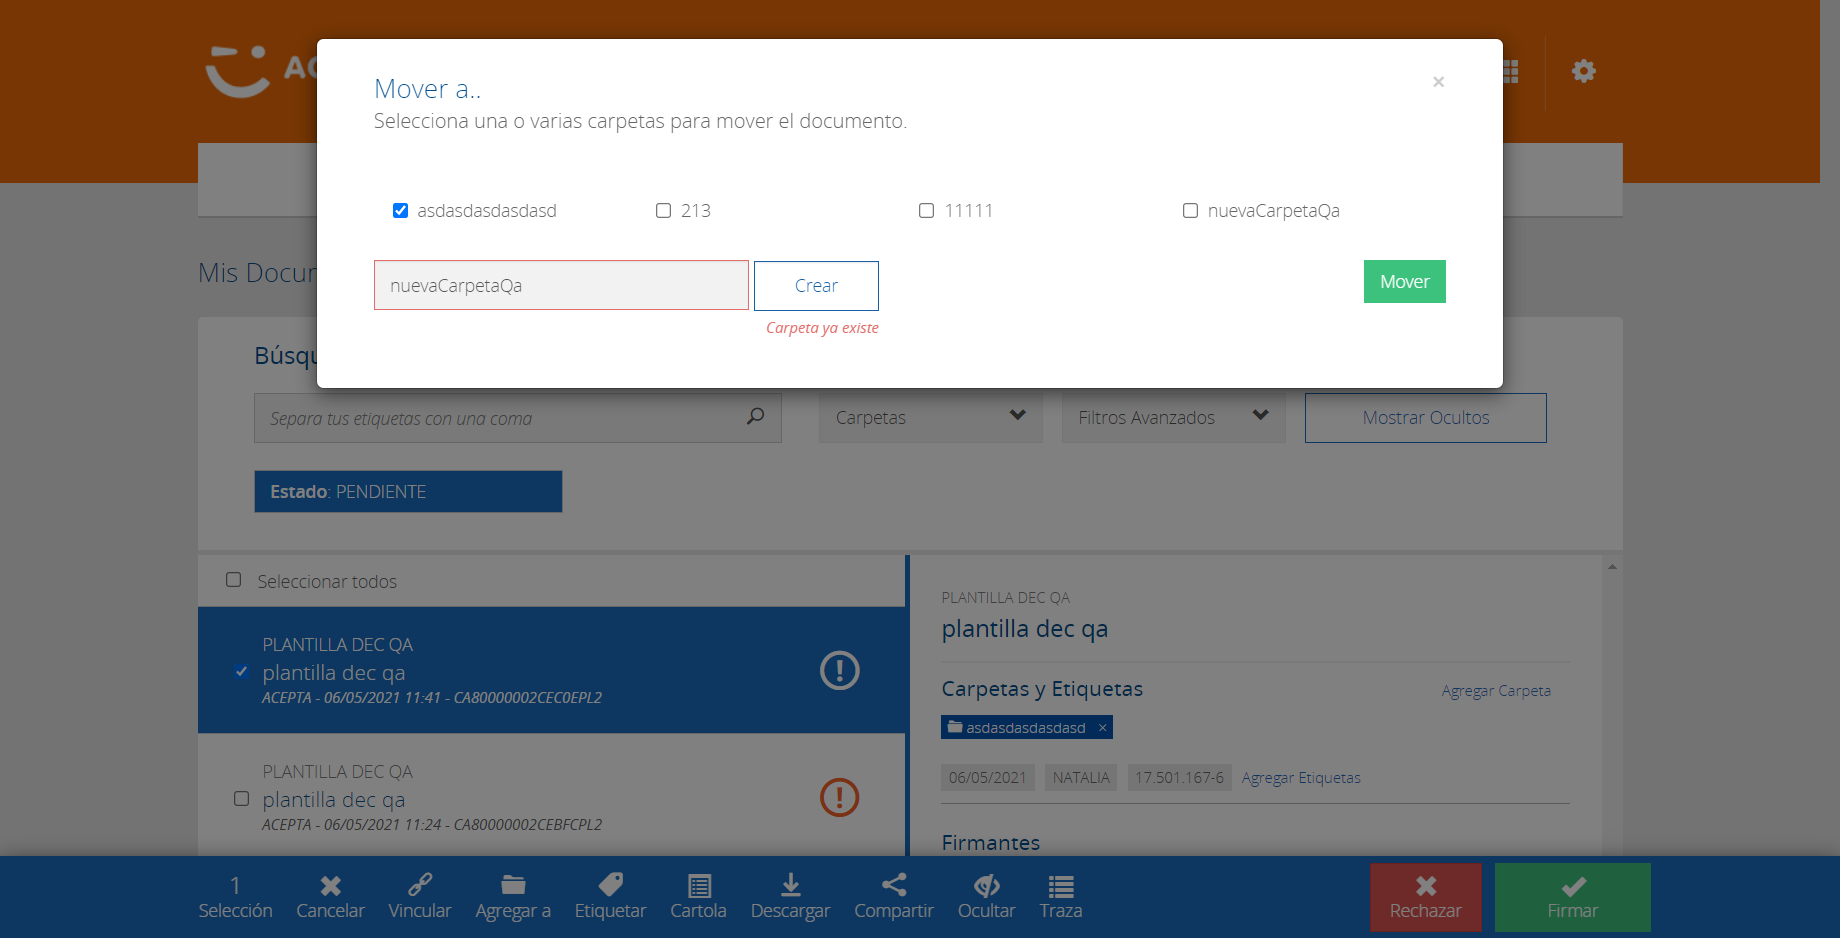 AC
Mover a..
×
Selecciona una o varias carpetas para mover el documento.
asdasdasdasdasd
213
11111
nuevaCarpetaQa
nuevaCarpetaQa
Crear
Mover
Carpeta ya existe
Mis Docu
Búsqu
Separa tus etiquetas con una coma
Carpetas
Filtros Avanzados
Mostrar Ocultos
Estado: PENDIENTE
Seleccionar todos
PLANTILLA DEC QA
plantilla dec qa
ACEPTA - 06/05/2021 11:41 - CA80000002CEC0EPL2
PLANTILLA DEC QA
plantilla dec qa
ACEPTA - 06/05/2021 11:24 - CA80000002CEBFCPL2
PLANTILLA DEC QA
plantilla dec qa
Carpetas y Etiquetas
Agregar Carpeta
asdasdasdasdasd ×
06/05/2021 NATALIA 17.501.167-6 Agregar Etiquetas
Firmantes
1
Selección Cancelar Vincular Agregar a Etiquetar Cartola Descargar Compartir Ocultar Traza Rechazar Firmar